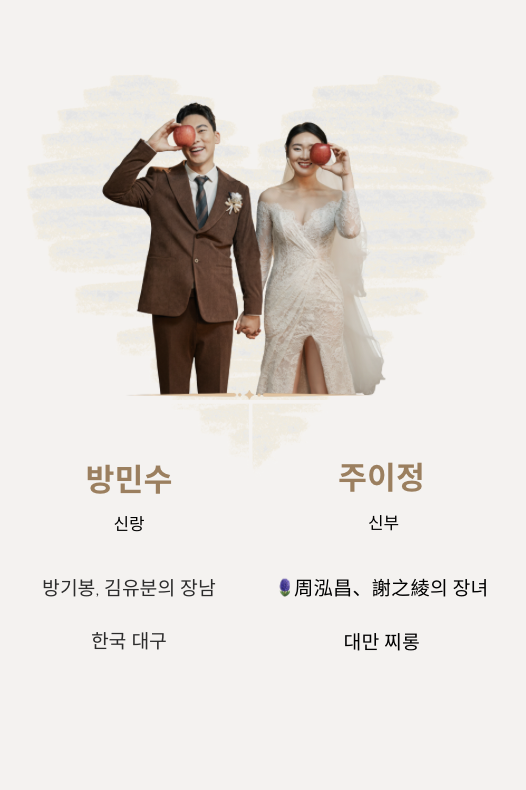 방민수
신랑
방기봉, 김유분의 장남
한국 대구
주이정
신부
周泓昌、謝之綾의 장녀
대만 찌롱